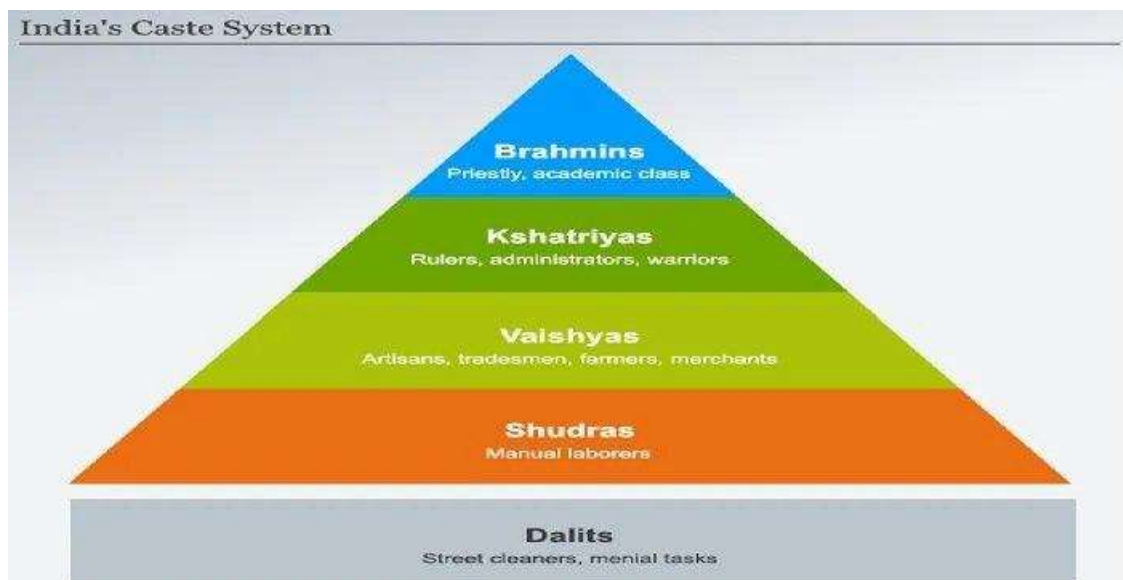 India's Caste System
Brahmins
Priestly, academic class
Kshatriyas
Rulers, administrators, warriors
Vaishyas
Artisans, tradesmen, farmers, merchants
Shudras
Manual laborers
Dalits
Street cleaners, menial tasks